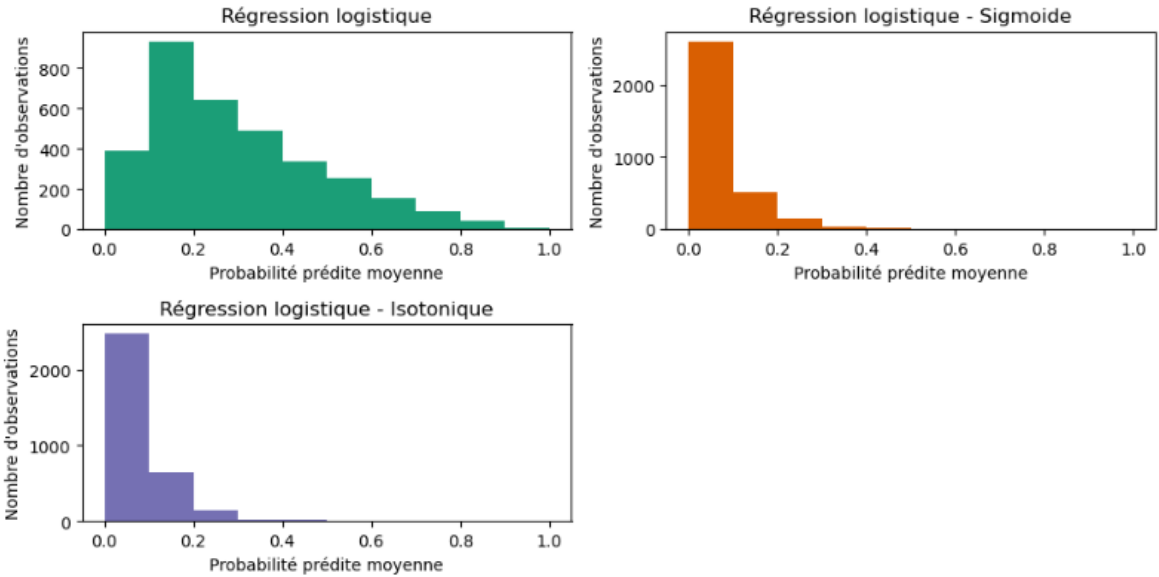 Régression logistique
Nombre d'observations
800
600
400
200
0
0.0 0.2 0.4 0.6 0.8 1.0
Probabilité prédite moyenne
Régression logistique - Sigmoide
Nombre d'observations
2000
1000
0
0.0 0.2 0.4 0.6 0.8 1.0
Probabilité prédite moyenne
Régression logistique - Isotonique
Nombre d'observations
2000
1000
0
0.0 0.2 0.4 0.6 0.8 1.0
Probabilité prédite moyenne